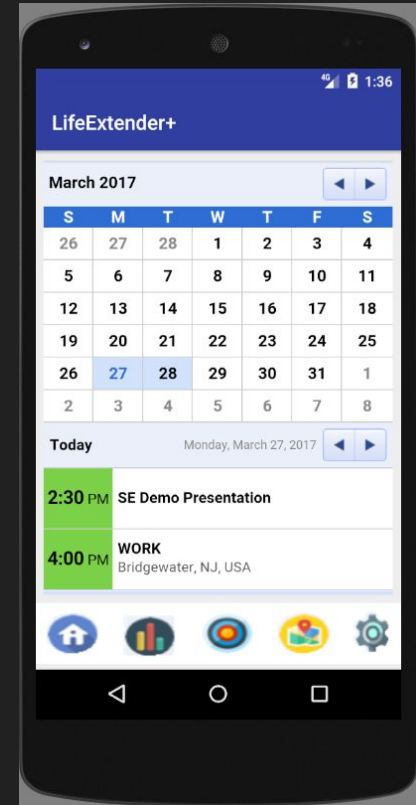 4G 1:36
LifeExtender+
March 2017
S M T W T F S
26 27 28 1 2 3 4
5 6 7 8 9 10 11
12 13 14 15 16 17 18
19 20 21 22 23 24 25
26 27 28 29 30 31 1
2 3 4 5 6 7 8
Today Monday, March 27, 2017
2:30 PM SE Demo Presentation
4:00 PM WORK
Bridgewater, NJ, USA